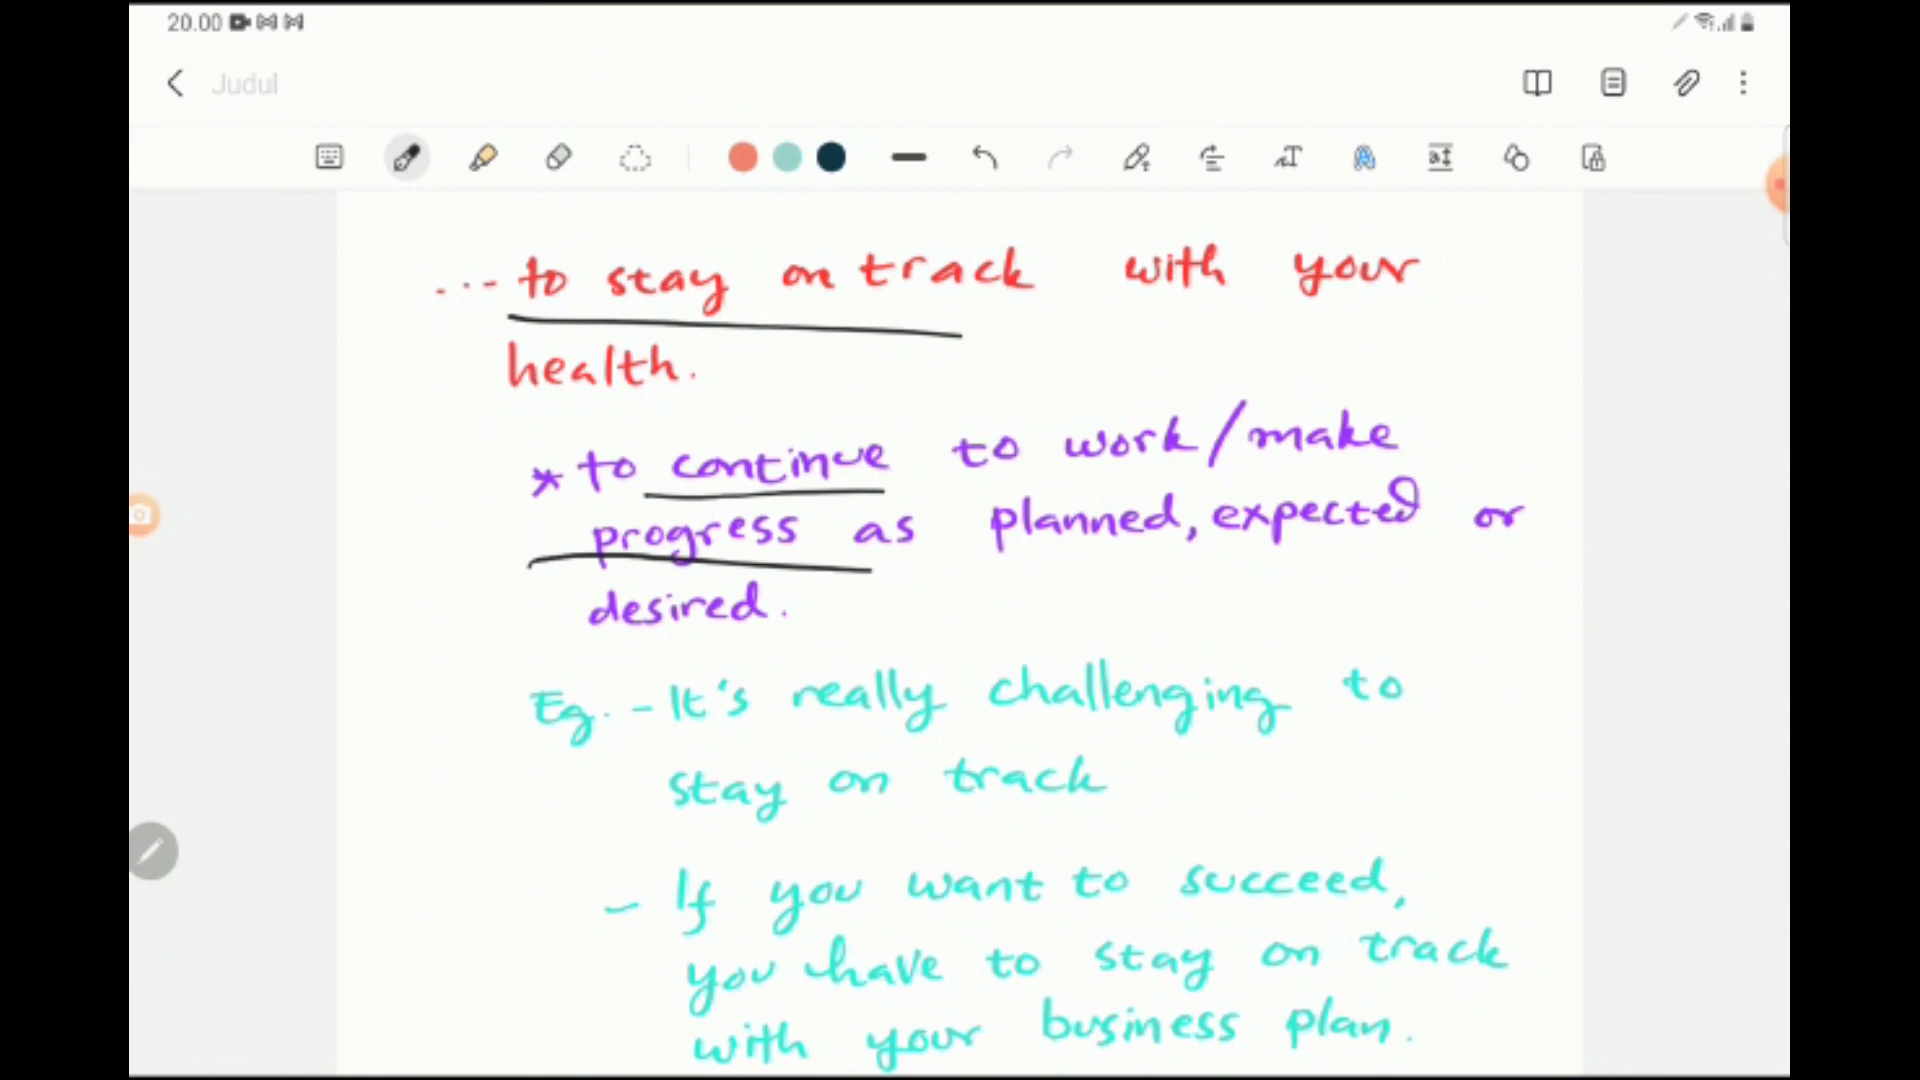 20.00
Judul
... to stay on track with your
health.
* to continue to work/make
progress as planned, expected or
desired.
Eg. - It's really challenging to
stay on track
- If you want to succeed,
you have to stay on track
with your business plan.